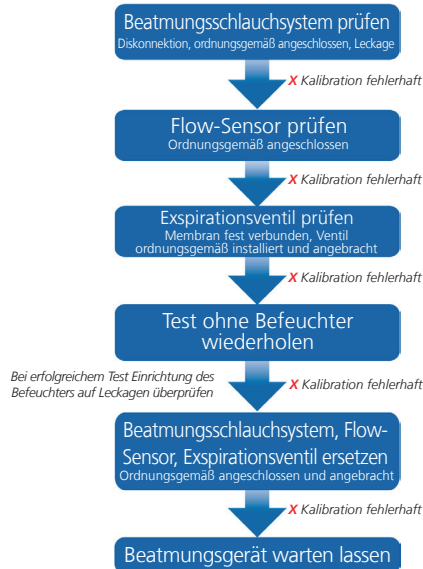 Beatmungsschlauchsystem prüfen
Diskonnektion, ordnungsgemäß angeschlossen, Leckage
X Kalibration fehlerhaft
Flow-Sensor prüfen
Ordnungsgemäß angeschlossen
X Kalibration fehlerhaft
Exspirationsventil prüfen
Membran fest verbunden, Ventil
ordnungsgemäß installiert und angebracht
X Kalibration fehlerhaft
Test ohne Befeuchter
wiederholen
Bei erfolgreichem Test Einrichtung des
Befeuchters auf Leckagen überprüfen
X Kalibration fehlerhaft
Beatmungsschlauchsystem, Flow-
Sensor, Exspirationsventil ersetzen
Ordnungsgemäß angeschlossen und angebracht
X Kalibration fehlerhaft
Beatmungsgerät warten lassen